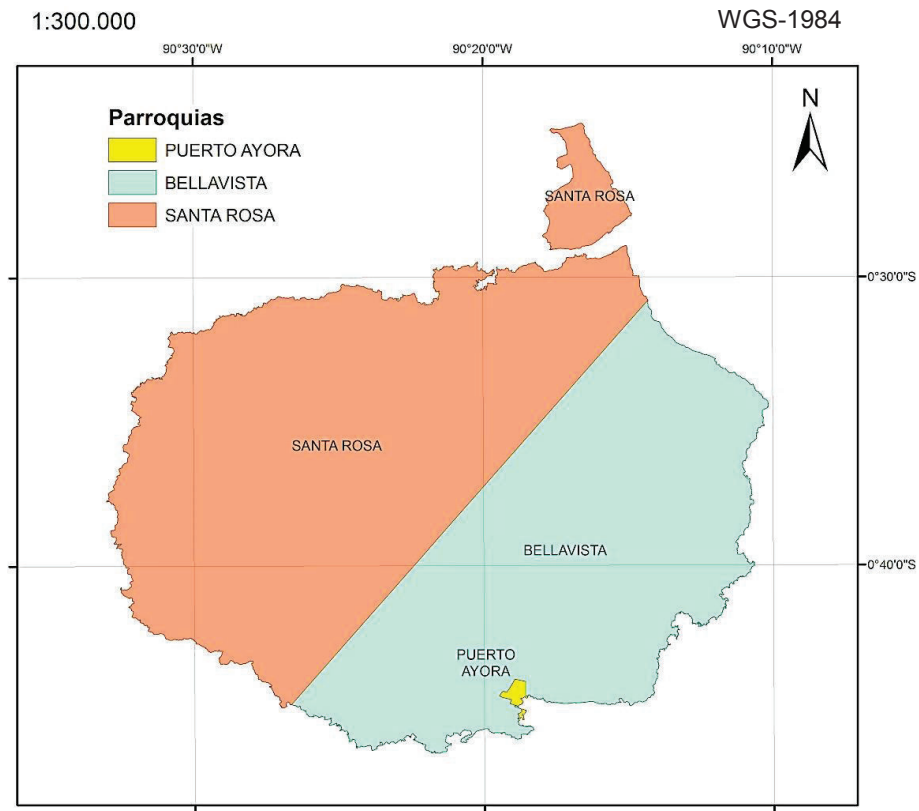 1:300.000
WGS-1984
90°30'0"W
90°20'0"W
90°10'0"W
N
Parroquias
PUERTO AYORA
BELLAVISTA
SANTA ROSA
SANTA ROSA
0°30'0"S
SANTA ROSA
BELLAVISTA
0°40'0"S
PUERTO
AYORA